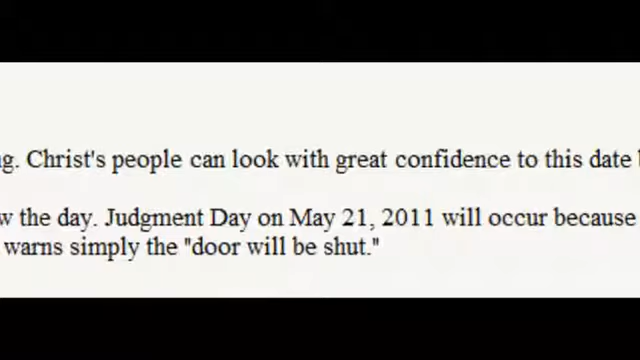 g. Christ's people can look with great confidence to this date
w the day. Judgment Day on May 21, 2011 will occur because
warns simply the "door will be shut."